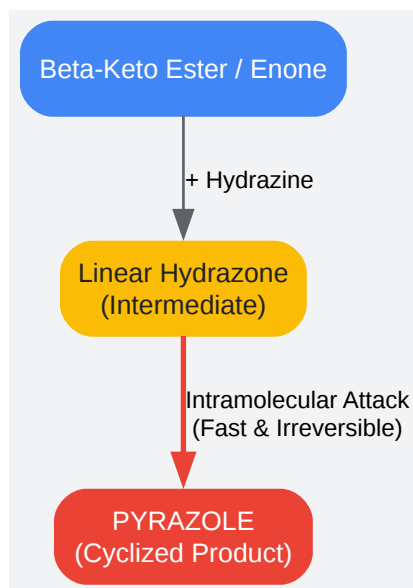 Beta-Keto Ester / Enone
+ Hydrazine
Linear Hydrazone
(Intermediate)
Intramolecular Attack
(Fast & Irreversible)
PYRAZOLE
(Cyclized Product)